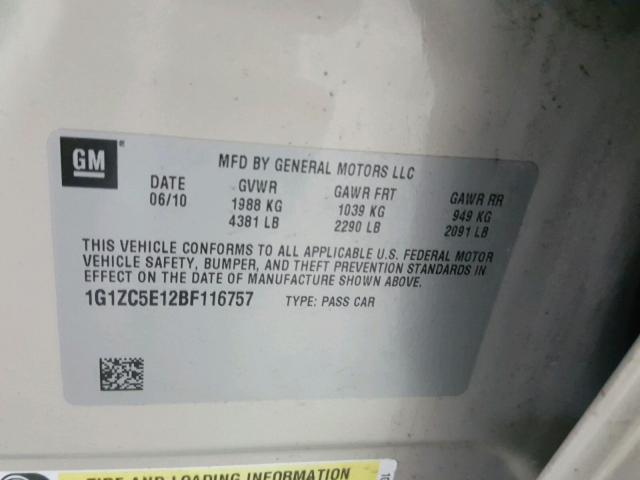 GM
MFD BY GENERAL MOTORS LLC
DATE GVWR GAWR FRT GAWR RR
06/10 1988 KG 1039 KG 949 KG
4381 LB 2290 LB 2091 LB
THIS VEHICLE CONFORMS TO ALL APPLICABLE U.S. FEDERAL MOTOR
VEHICLE SAFETY, BUMPER, AND THEFT PREVENTION STANDARDS IN
EFFECT ON THE DATE OF MANUFACTURE SHOWN ABOVE.
1G1ZC5E12BF116757 TYPE: PASS CAR
TIRE AND LOADING INFORMATION